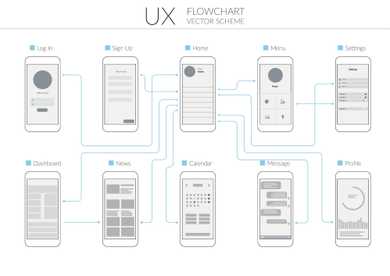 UX FLOWCHART
VECTOR SCHEME
Log In
Sign Up
Home
Menu
Settings
Dashboard
News
Calendar
Message
Profile